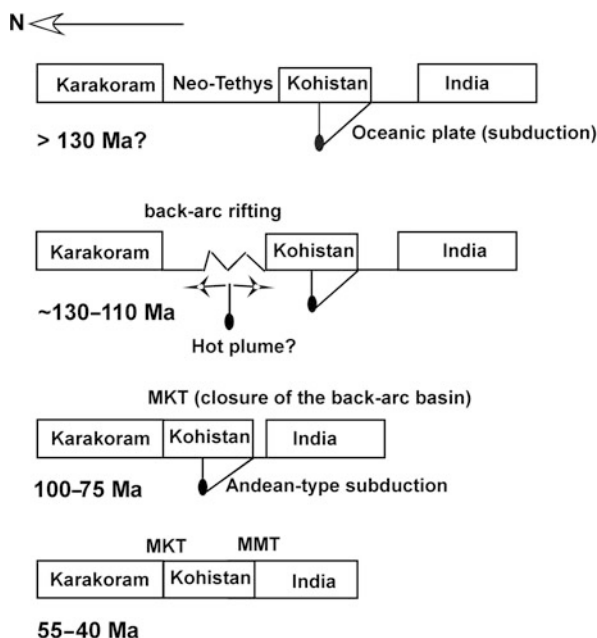 N
Karakoram Neo-Tethys Kohistan India
> 130 Ma? Oceanic plate (subduction)
back-arc rifting
Karakoram Kohistan India
~130–110 Ma
Hot plume?
MKT (closure of the back-arc basin)
Karakoram Kohistan India
100–75 Ma Andean-type subduction
MKT MMT
Karakoram Kohistan India
55–40 Ma